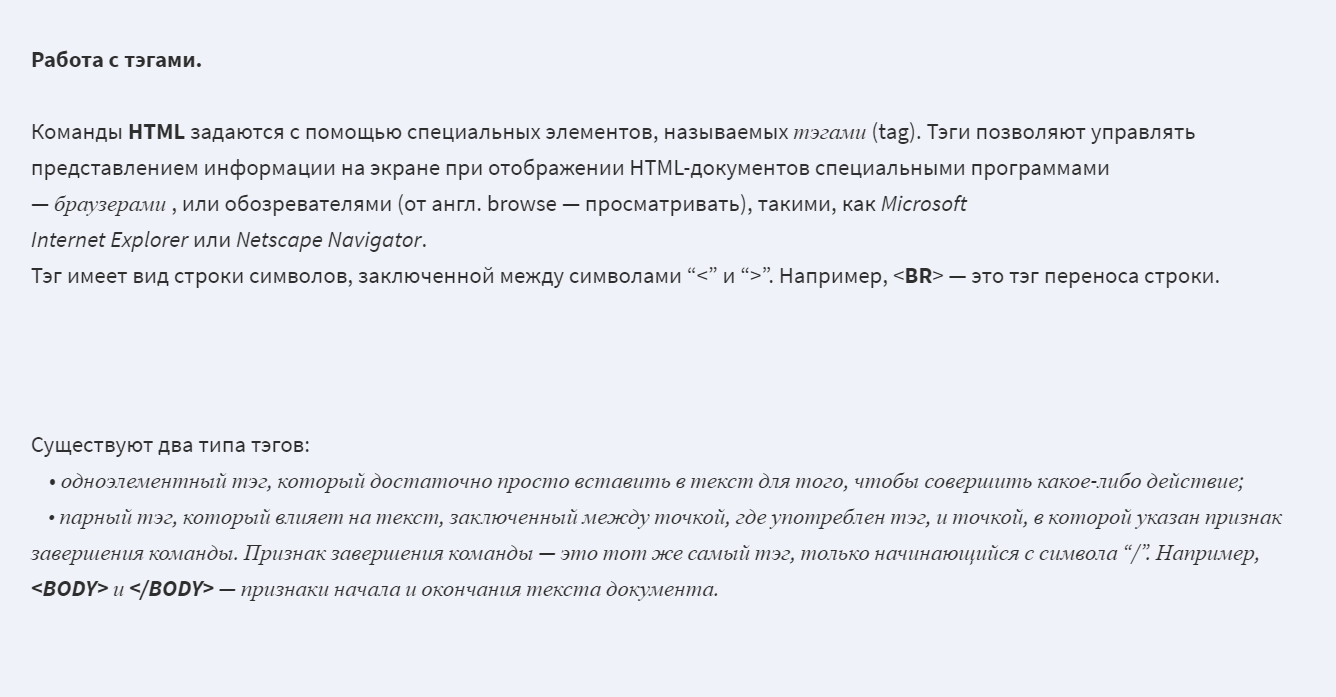 Работа с тэгами.
Команды HTML задаются с помощью специальных элементов, называемых тэгами (tag). Тэги позволяют управлять
представлением информации на экране при отображении HTML-документов специальными программами
— браузерами , или обозревателями (от англ. browse — просматривать), такими, как Microsoft
Internet Explorer или Netscape Navigator.
Тэг имеет вид строки символов, заключенной между символами “<” и “>”. Например, <BR> — это тэг переноса строки.
Существуют два типа тэгов:
• одноэлементный тэг, который достаточно просто вставить в текст для того, чтобы совершить какое-либо действие;
• парный тэг, который влияет на текст, заключенный между точкой, где употреблен тэг, и точкой, в которой указан признак
завершения команды. Признак завершения команды — это тот же самый тэг, только начинающийся с символа “/”. Например,
<BODY> и </BODY> — признаки начала и окончания текста документа.